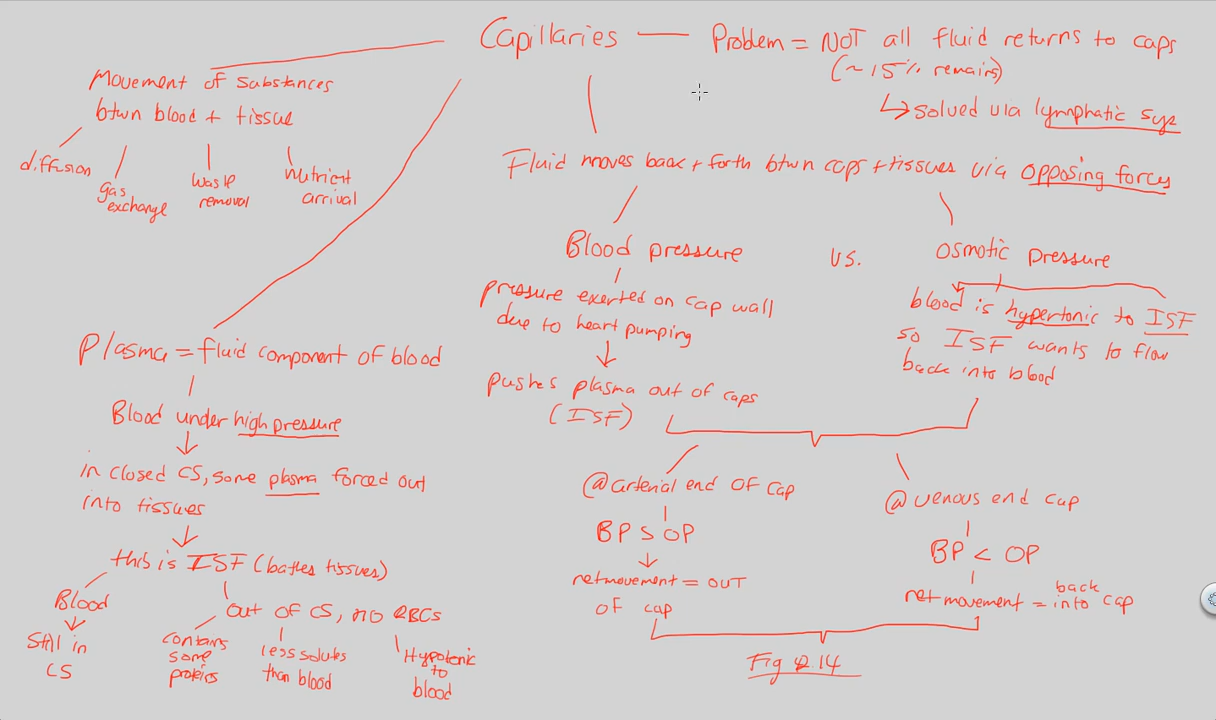 Capillaries — Problem = NOT all fluid returns to caps
(~15% remains)
↳ solved via lymphatic sys
Movement of substances
btwn blood + tissue
diffusion
gas
exchange
waste
removal
nutrient
arrival
Fluid moves back + forth btwn caps + tissues via opposing forces
Blood pressure
vs.
osmotic pressure
pressure exerted on cap wall
due to heart pumping
pushes plasma out of caps
(ISF)
blood is hypertonic to ISF
so ISF wants to flow
back into blood
Plasma = fluid component of blood
Blood under high pressure
in closed CS, some plasma forced out
into tissues
this is ISF (bathes tissues)
Blood
Still in
CS
out of CS, no RBCs
contains
some
proteins
less solutes
than blood
Hypotonic
to
blood
@ arterial end of cap
BP > OP
net movement = OUT
of cap
@ venous end cap
BP < OP
back
net movement = into cap